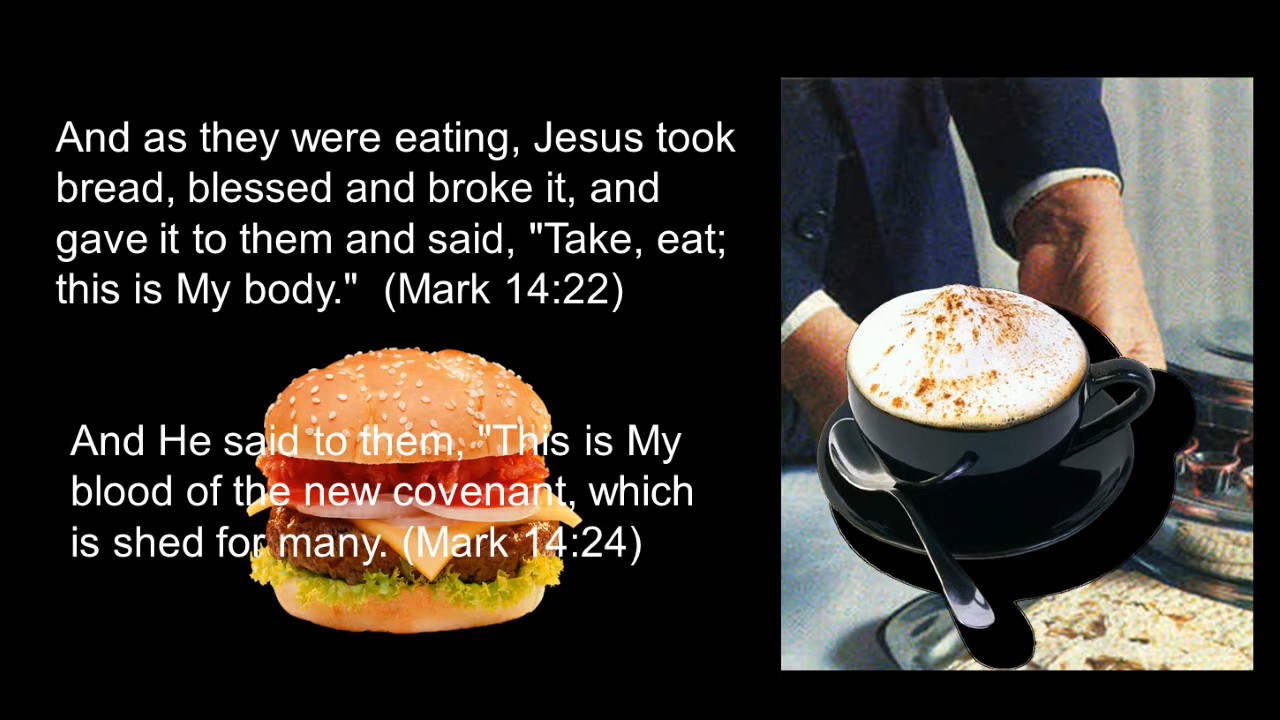 And as they were eating, Jesus took
bread, blessed and broke it, and
gave it to them and said, "Take, eat;
this is My body."  (Mark 14:22)
And He said to them, "This is My
blood of the new covenant, which
is shed for many. (Mark 14:24)